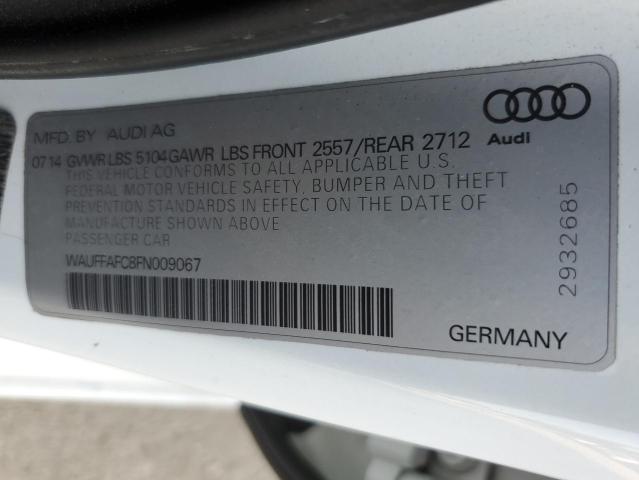 MFD. BY AUDI AG
07 14 GVWR LBS 5104 GAWR LBS FRONT 2557/REAR 2712
THIS VEHICLE CONFORMS TO ALL APPLICABLE U.S.
FEDERAL MOTOR VEHICLE SAFETY, BUMPER AND THEFT
PREVENTION STANDARDS IN EFFECT ON THE DATE OF
MANUFACTURE SHOWN ABOVE
PASSENGER CAR
WAUFFAFC8FN009067
Audi
2932685
GERMANY